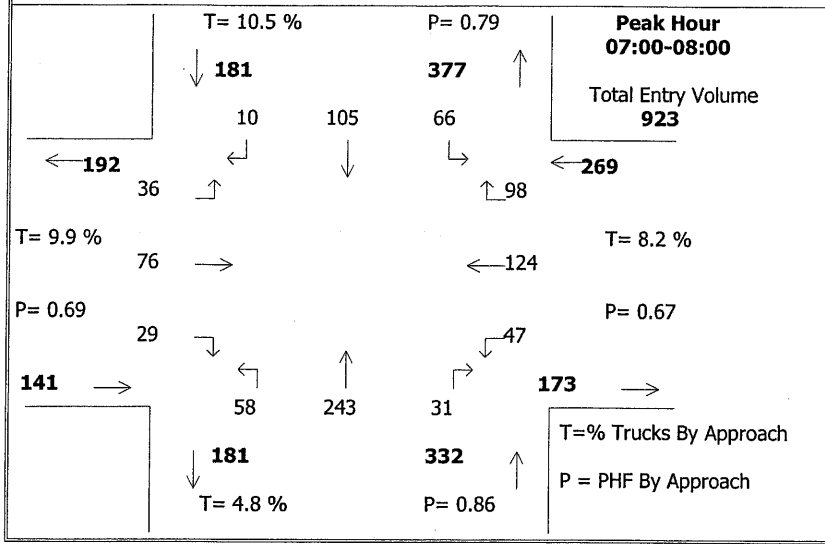 T= 10.5 %
P= 0.79
Peak Hour
07:00-08:00
181
377
Total Entry Volume
923
10
105
66
192
269
36
98
T= 9.9 %
T= 8.2 %
76
124
P= 0.69
P= 0.67
29
47
141
173
58
243
31
T=% Trucks By Approach
181
332
P = PHF By Approach
T= 4.8 %
P= 0.86